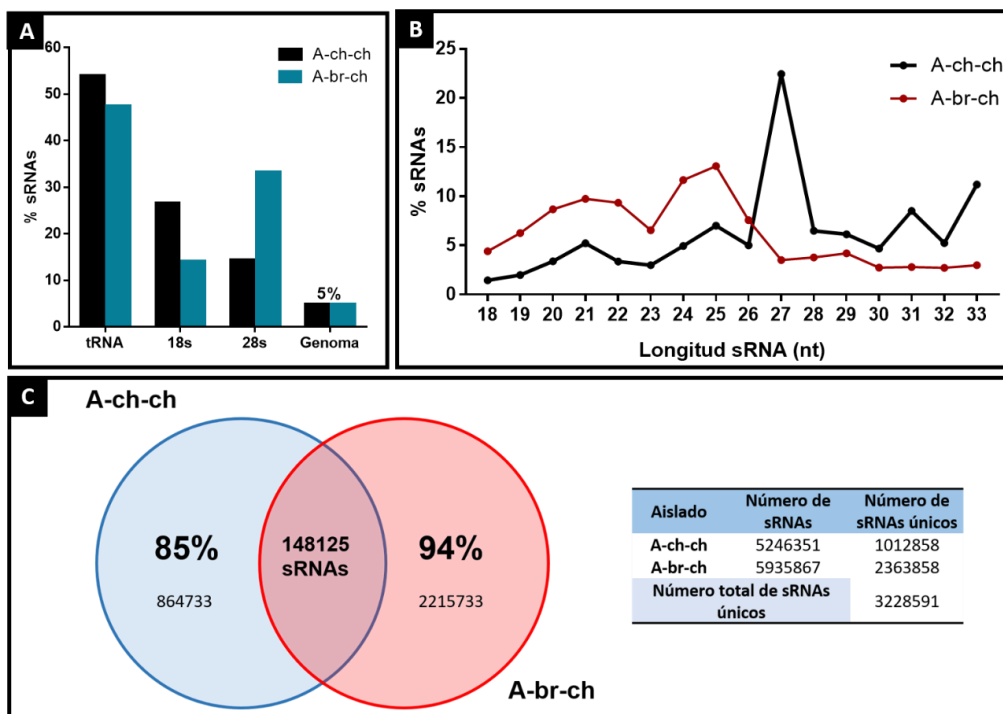 A
60
50
40
30
20
10
0
% sRNAs
A-ch-ch
A-br-ch
5%
tRNA 18s 28s Genoma
B
25
20
15
10
5
0
% sRNAs
A-ch-ch
A-br-ch
18 19 20 21 22 23 24 25 26 27 28 29 30 31 32 33
Longitud sRNA (nt)
C
A-ch-ch
85%
864733
148125
sRNAs
94%
2215733
A-br-ch
Aislado Número de sRNAs Número de sRNAs únicos
A-ch-ch 5246351 1012858
A-br-ch 5935867 2363858
Número total de sRNAs únicos 3228591